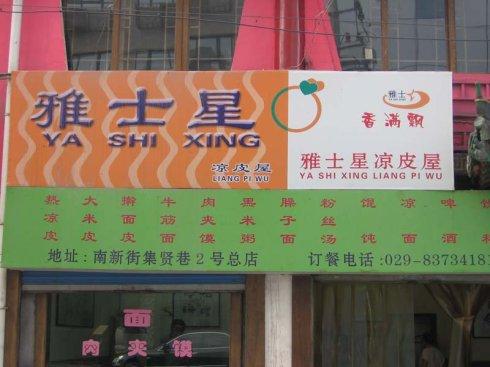 雅士星
YA SHI XING
凉皮屋
LIANG PI WU
雅士
香满飘
雅士星凉皮屋
YA SHI XING LIANG PI WU
热 大 擀 牛 肉 黑 臊 粉 馄 凉 啤
凉 米 面 筋 夹 米 子 丝
皮 皮 皮 面 馍 粥 面 汤 饨 面 酒
地址:南新街集贤巷2号总店
订餐电话:029-8373418
面
肉夹馍